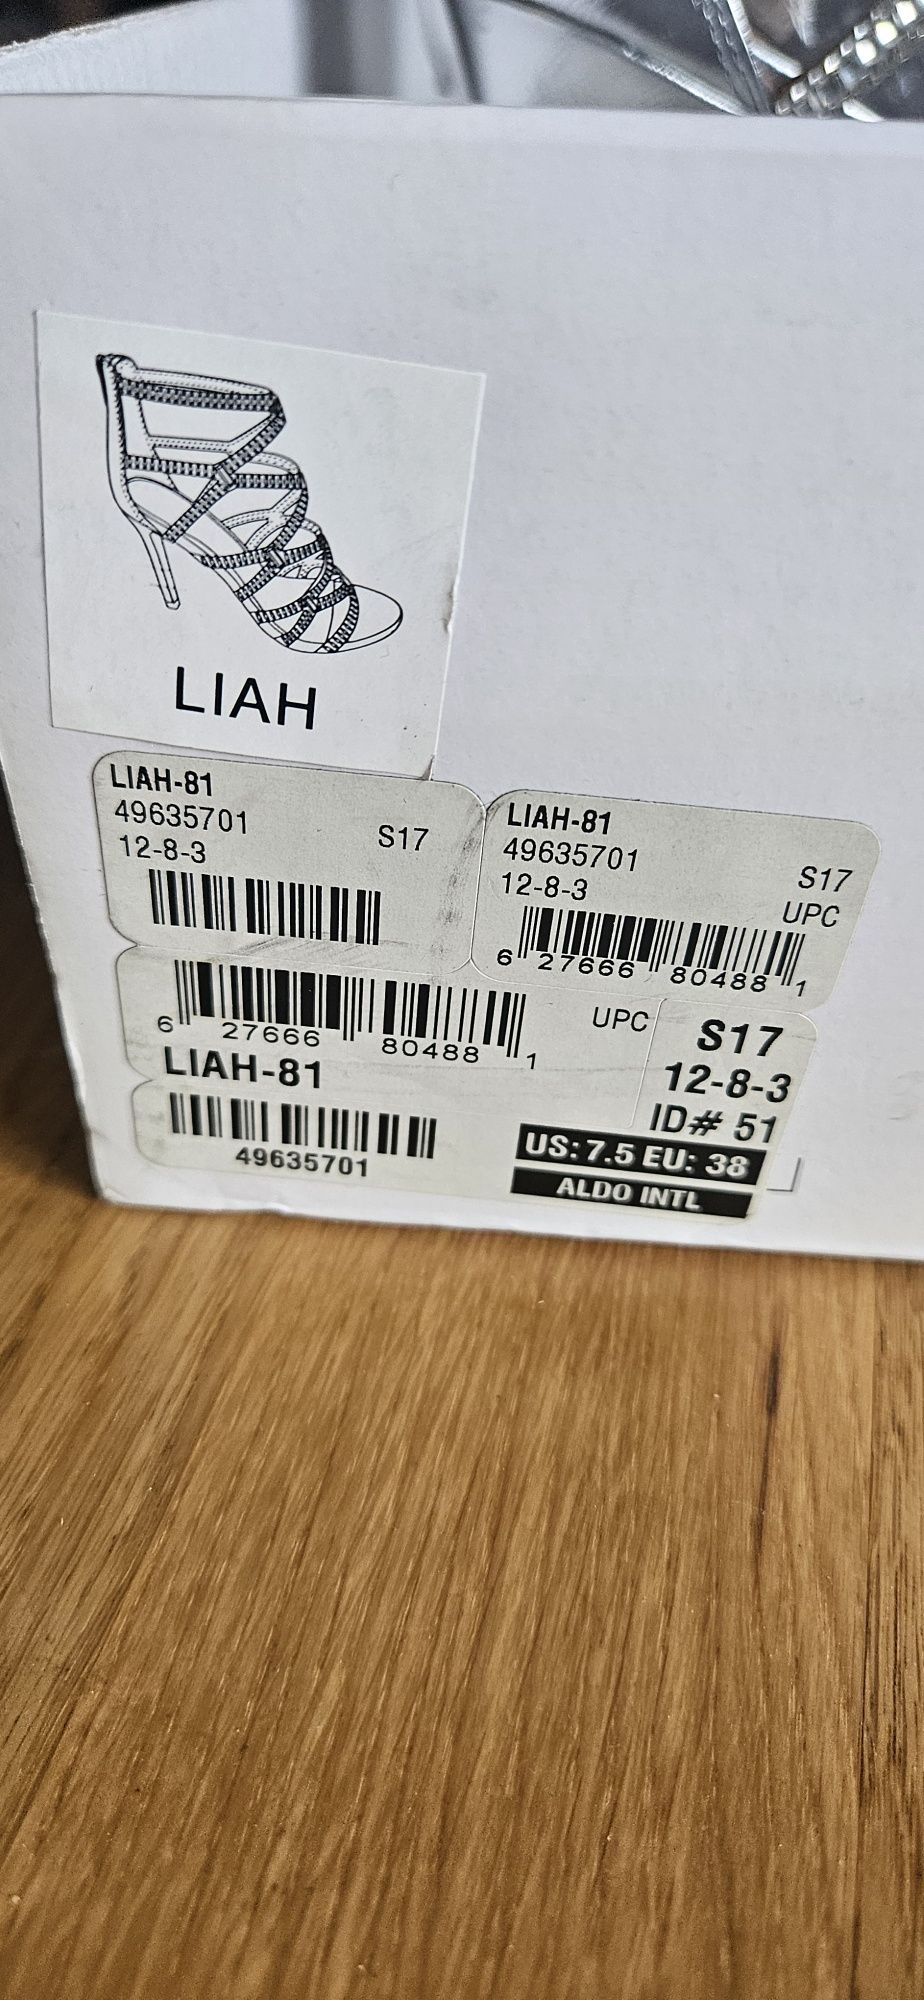 LIAH
LIAH-81
49635701
S17
12-8-3
LIAH-81
49635701
S17
12-8-3
UPC
6 27666 80488 1
6 27666 80488 1
UPC
LIAH-81
49635701
S17
12-8-3
ID# 51
US: 7.5 EU: 38
ALDO INTL